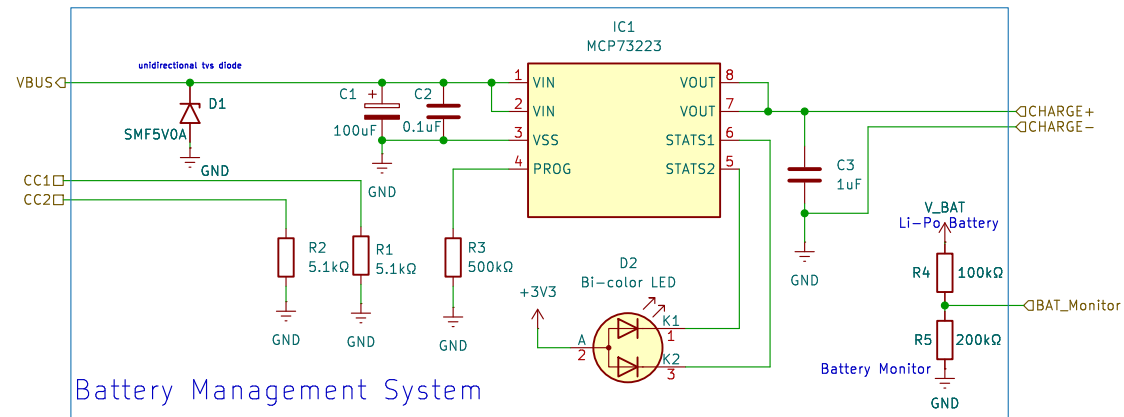 IC1
MCP73223
unidirectional tvs diode
VBUS
1 VIN
VOUT 8
2 VIN
VOUT 7
3 VSS
STATS1 6
4 PROG
STATS2 5
D1
SMF5V0A
GND
C1
+
100uF
C2
0.1uF
GND
CHARGE+
CHARGE-
C3
1uF
GND
CC1
CC2
R2
5.1kΩ
GND
R1
5.1kΩ
GND
R3
500kΩ
GND
D2
Bi-color LED
+3V3
A
2
K1
1
K2
3
V_BAT
Li-Po Battery
R4
100kΩ
BAT_Monitor
R5
200kΩ
Battery Monitor
GND
Battery Management System